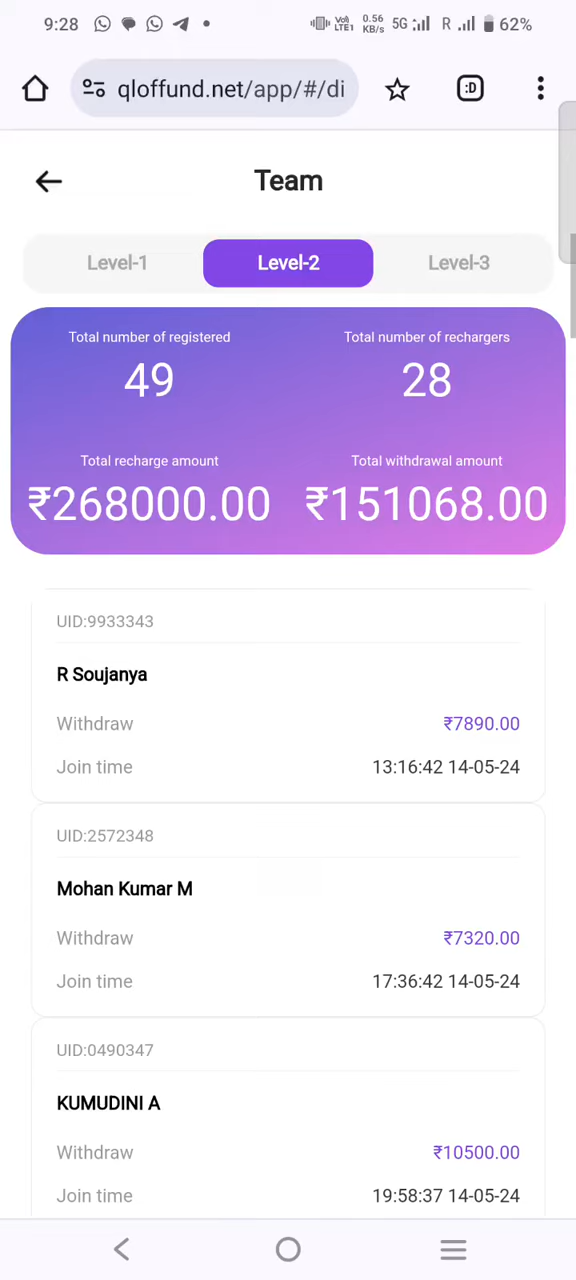 9:28 Vo) LTE1 0.56 KB/s 5G R 62%
qloffund.net/app/#/di :D
Team
Level-1 Level-2 Level-3
Total number of registered Total number of rechargers
49 28
Total recharge amount Total withdrawal amount
₹268000.00 ₹151068.00
UID:9933343
R Soujanya
Withdraw ₹7890.00
Join time 13:16:42 14-05-24
UID:2572348
Mohan Kumar M
Withdraw ₹7320.00
Join time 17:36:42 14-05-24
UID:0490347
KUMUDINI A
Withdraw ₹10500.00
Join time 19:58:37 14-05-24